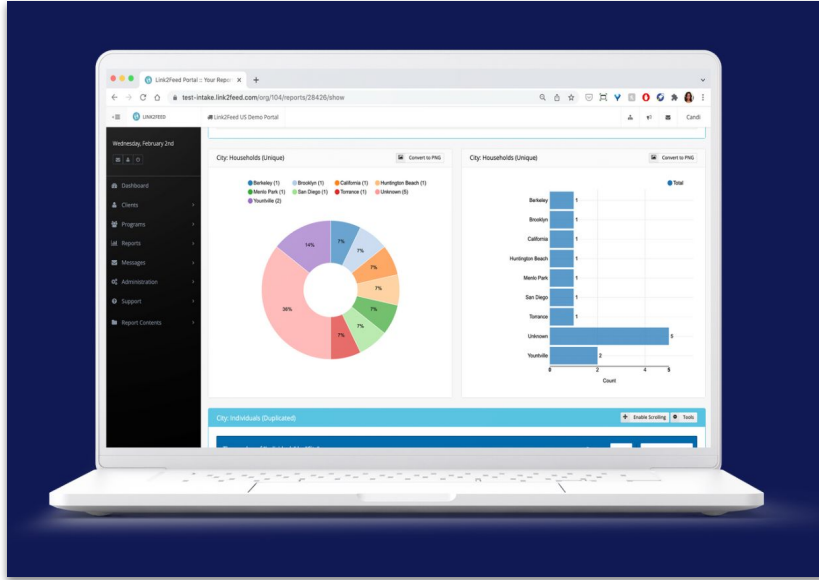 Link2Feed Portal :: Your Repor
test-intake.link2feed.com/org/104/reports/28426/show
LINK2FEED
Link2Feed US Demo Portal
Candi
Wednesday, February 2nd
Dashboard
Clients
Programs
Reports
Messages
Administration
Support
Report Contents
City: Households (Unique)
Convert to PNG
Berkeley (1) Brooklyn (1) California (1) Huntington Beach (1)
Menlo Park (1) San Diego (1) Torrance (1) Unknown (5)
Yountville (2)
14%
7%
7%
7%
7%
7%
7%
7%
36%
City: Households (Unique)
Convert to PNG
Total
Berkeley 1
Brooklyn 1
California 1
Huntington Beach 1
Menlo Park 1
San Diego 1
Torrance 1
Unknown 5
Yountville 2
0 2 4 5
Count
City: Individuals (Duplicated)
Enable Scrolling Tools